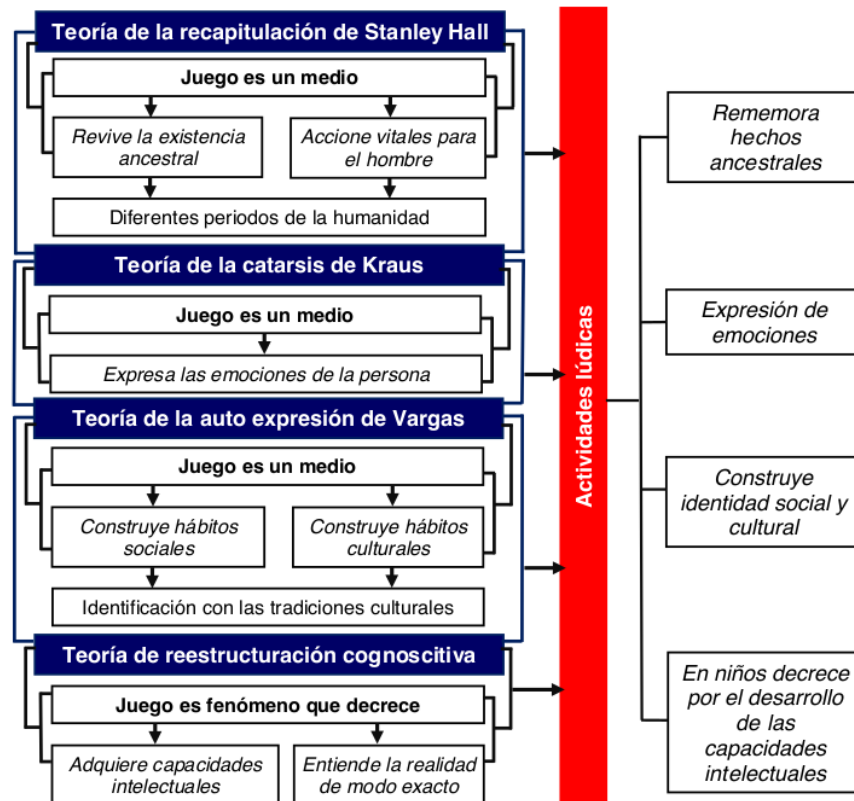 Teoría de la recapitulación de Stanley Hall
Juego es un medio
Revive la existencia
ancestral
Accione vitales para
el hombre
Diferentes periodos de la humanidad
Teoría de la catarsis de Kraus
Juego es un medio
Expresa las emociones de la persona
Teoría de la auto expresión de Vargas
Juego es un medio
Construye hábitos
sociales
Construye hábitos
culturales
Identificación con las tradiciones culturales
Teoría de reestructuración cognoscitiva
Juego es fenómeno que decrece
Adquiere capacidades
intelectuales
Entiende la realidad
de modo exacto
Actividades lúdicas
Rememora
hechos
ancestrales
Expresión de
emociones
Construye
identidad social y
cultural
En niños decrece
por el desarrollo
de las
capacidades
intelectuales